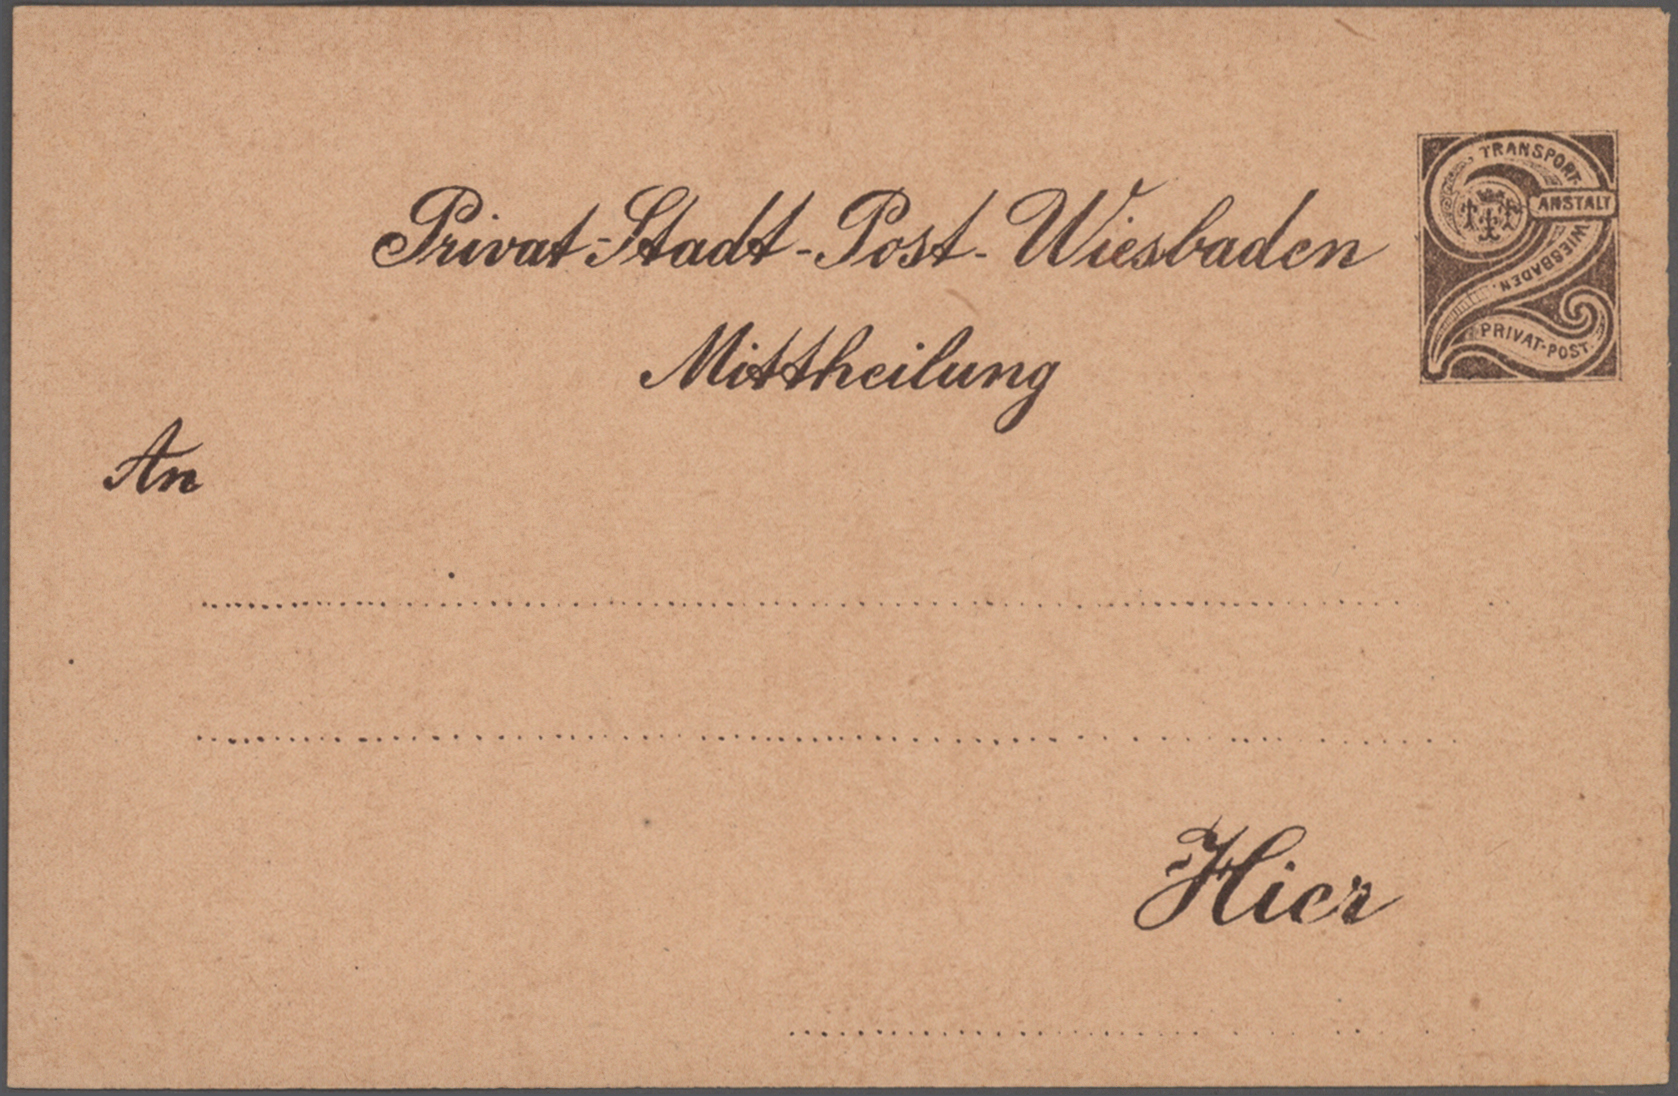 Privat-Stadt-Post-Wiesbaden
Mittheilung
TRANSPORT-
ANSTALT
WIESBADEN.
PRIVAT-POST.
An
Hier